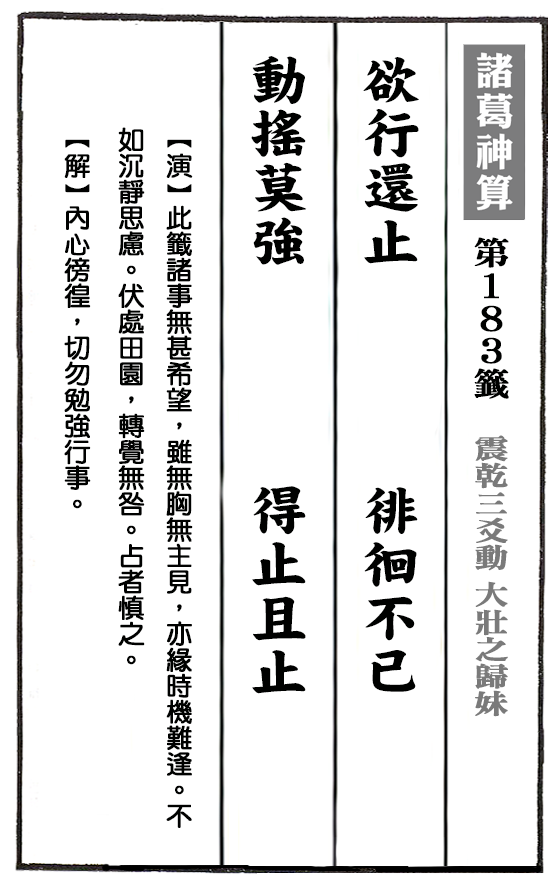 諸葛神算 第183籤 震乾三爻動 大壯之歸妹
欲行還止 徘徊不已
動搖莫強 得止且止
【演】此籤諸事無甚希望，雖無胸無主見，亦緣時機難逢。不
如沉靜思慮。伏處田園，轉覺無咎。占者慎之。
【解】內心徬徨，切勿勉強行事。